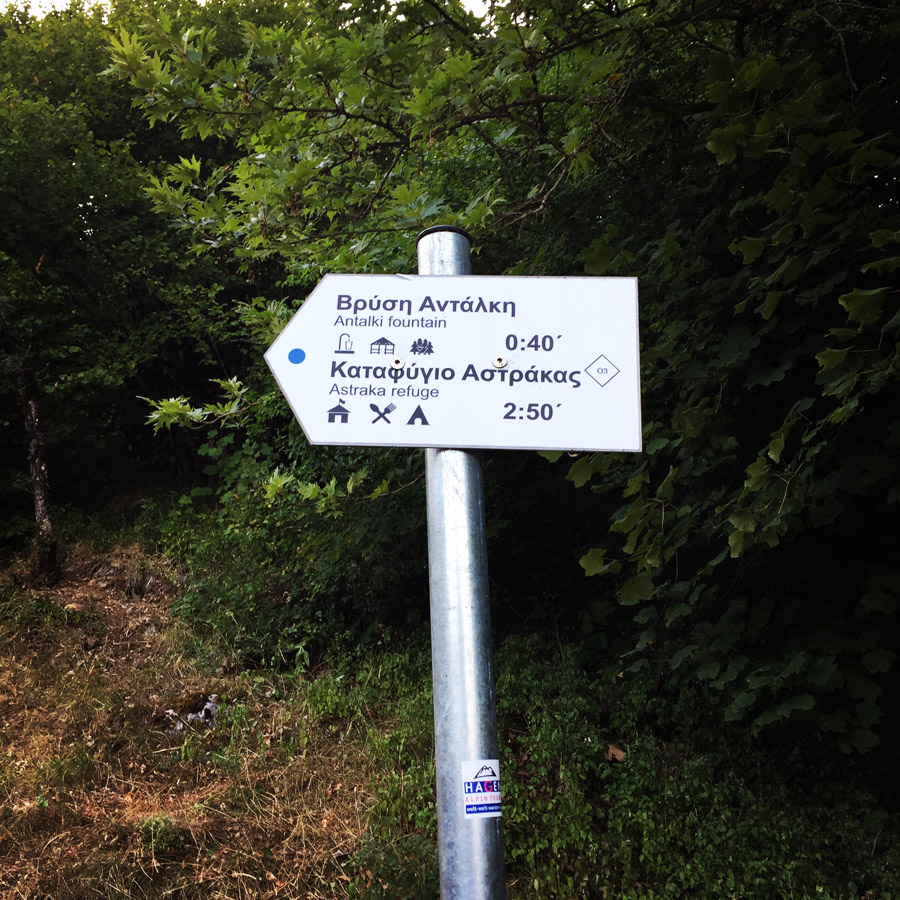 Βρύση Αντάλκη
Antalki fountain
0:40΄
Καταφύγιο Αστράκας
O3
Astraka refuge
2:50΄
HAGEN